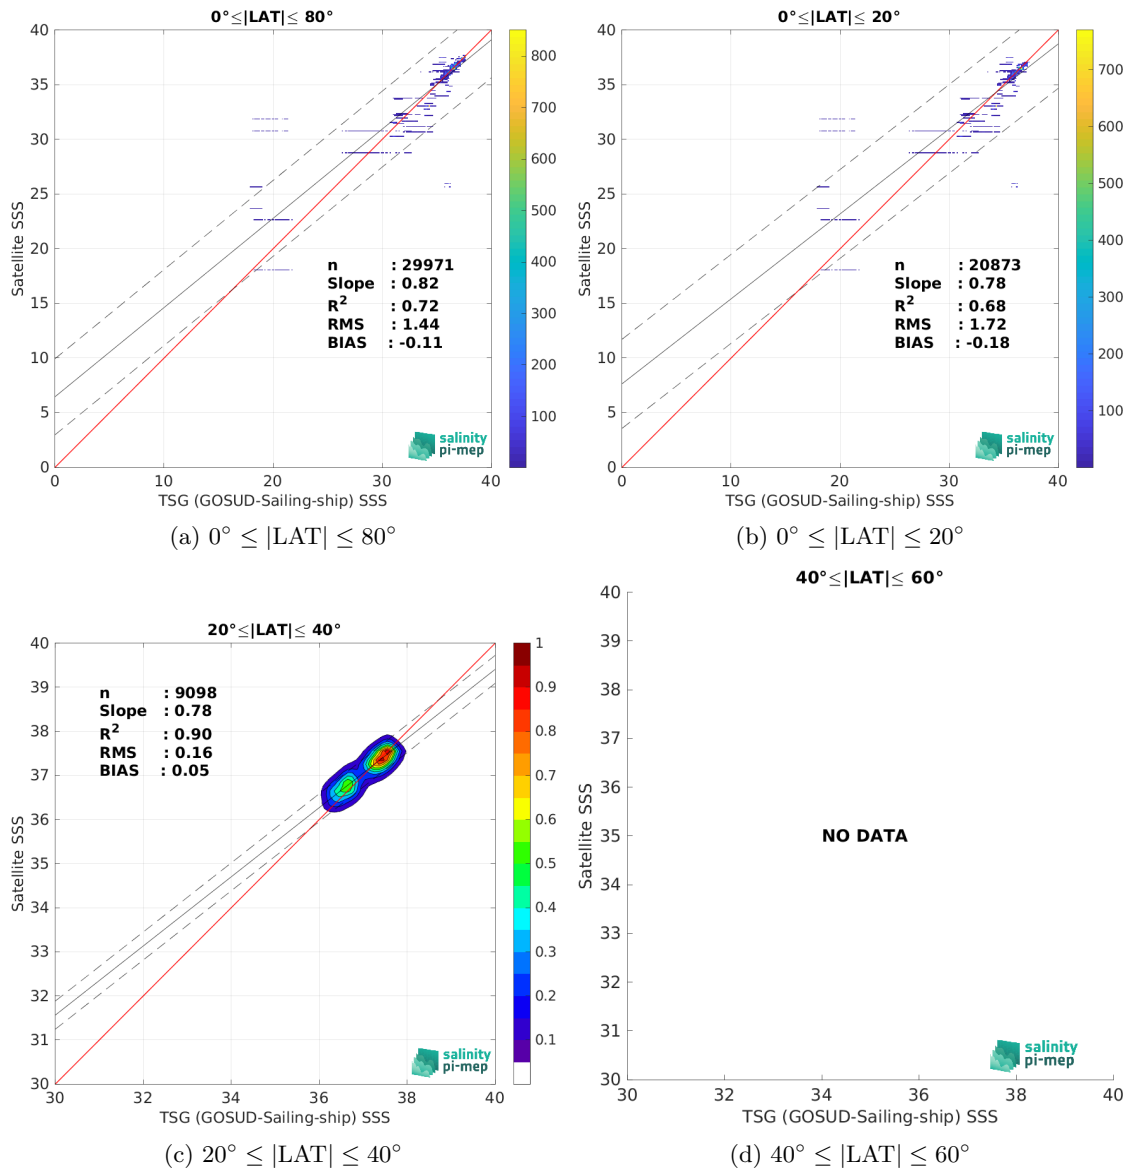 0°≤|LAT|≤ 80°
40
35
30
25
20
15
10
5
0
0
10
20
30
40
Satellite SSS
TSG (GOSUD-Sailing-ship) SSS
n : 29971
Slope : 0.82
R2 : 0.72
RMS : 1.44
BIAS : -0.11
salinity
pi-mep
800
700
600
500
400
300
200
100
(a) 0° ≤ |LAT| ≤ 80°
0°≤|LAT|≤ 20°
40
35
30
25
20
15
10
5
0
0
10
20
30
40
Satellite SSS
TSG (GOSUD-Sailing-ship) SSS
n : 20873
Slope : 0.78
R2 : 0.68
RMS : 1.72
BIAS : -0.18
salinity
pi-mep
700
600
500
400
300
200
100
(b) 0° ≤ |LAT| ≤ 20°
20°≤|LAT|≤ 40°
40
39
38
37
36
35
34
33
32
31
30
30
32
34
36
38
40
Satellite SSS
TSG (GOSUD-Sailing-ship) SSS
n : 9098
Slope : 0.78
R2 : 0.90
RMS : 0.16
BIAS : 0.05
salinity
pi-mep
1
0.9
0.8
0.7
0.6
0.5
0.4
0.3
0.2
0.1
(c) 20° ≤ |LAT| ≤ 40°
40°≤|LAT|≤ 60°
40
39
38
37
36
35
34
33
32
31
30
30
32
34
36
38
40
Satellite SSS
TSG (GOSUD-Sailing-ship) SSS
NO DATA
salinity
pi-mep
(d) 40° ≤ |LAT| ≤ 60°